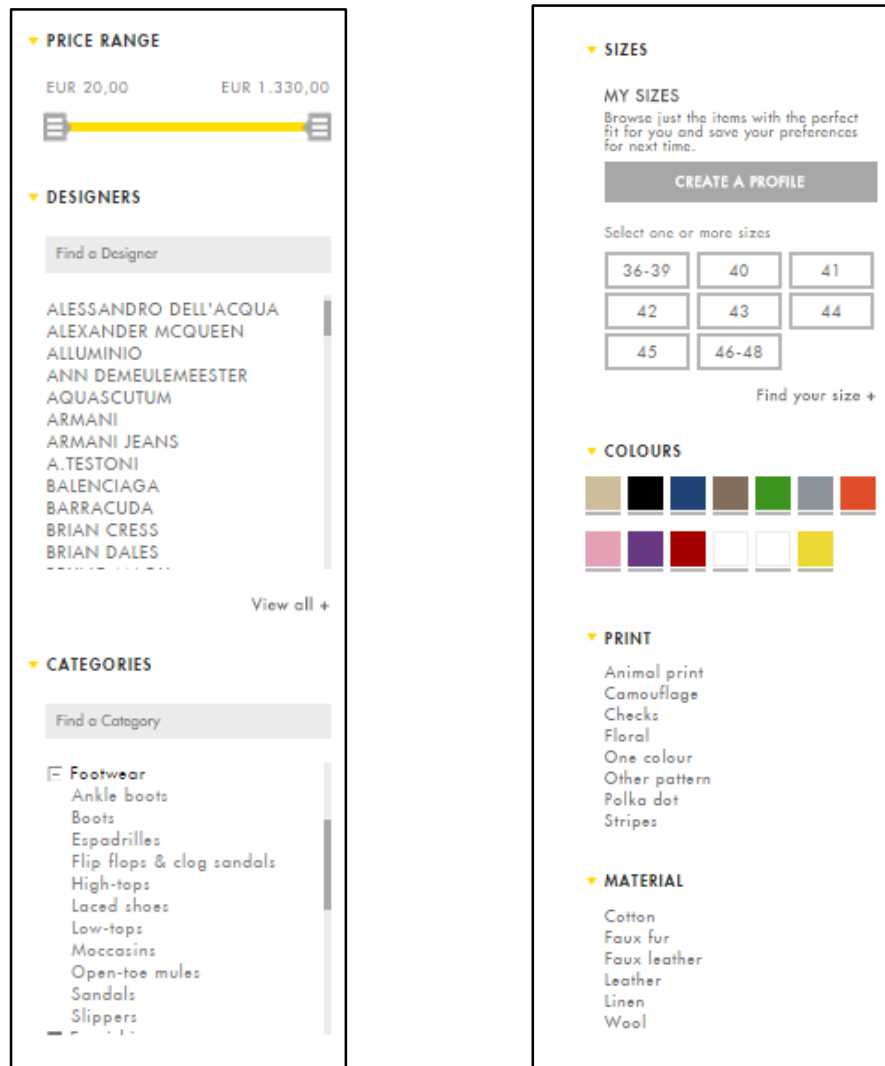 PRICE RANGE
EUR 20,00 EUR 1.330,00
DESIGNERS
Find a Designer
ALESSANDRO DELL'ACQUA
ALEXANDER MCQUEEN
ALLUMINIO
ANN DEMEULEMEESTER
AQUASCUTUM
ARMANI
ARMANI JEANS
A.TESTONI
BALENCIAGA
BARRACUDA
BRIAN CRESS
BRIAN DALES
View all +
CATEGORIES
Find a Category
Footwear
Ankle boots
Boots
Espadrilles
Flip flops & clog sandals
High-tops
Laced shoes
Low-tops
Moccasins
Open-toe mules
Sandals
Slippers
SIZES
MY SIZES
Browse just the items with the perfect
fit for you and save your preferences
for next time.
CREATE A PROFILE
Select one or more sizes
36-39 40 41
42 43 44
45 46-48
Find your size +
COLOURS
PRINT
Animal print
Camouflage
Checks
Floral
One colour
Other pattern
Polka dot
Stripes
MATERIAL
Cotton
Faux fur
Faux leather
Leather
Linen
Wool